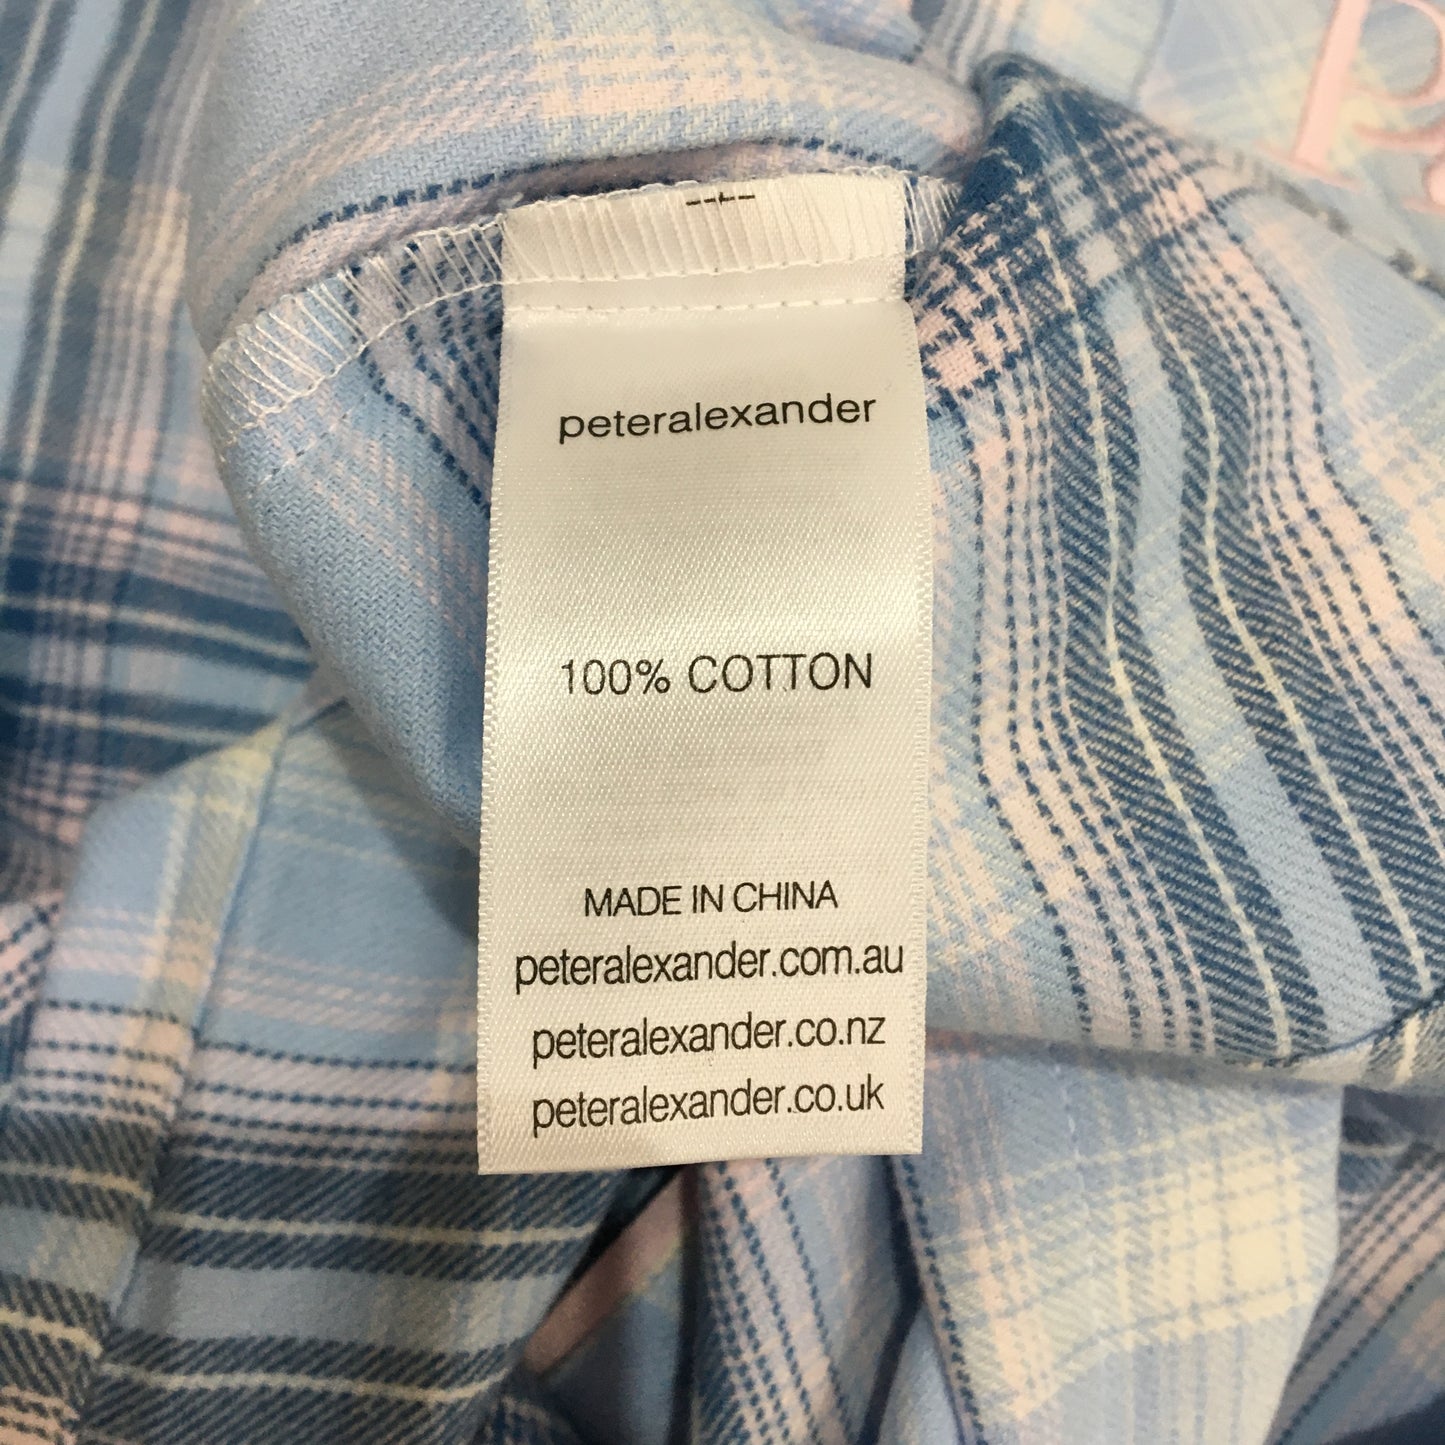 peteralexander
100% COTTON
MADE IN CHINA
peteralexander.com.au
peteralexander.co.nz
peteralexander.co.uk